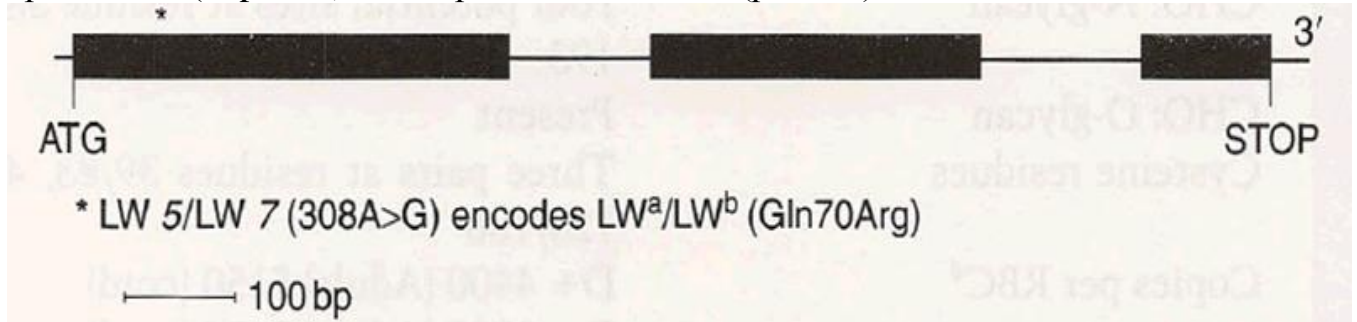 *
3′
ATG
STOP
* LW 5/LW 7 (308A>G) encodes LWᵃ/LWᵇ (Gln70Arg)
100 bp